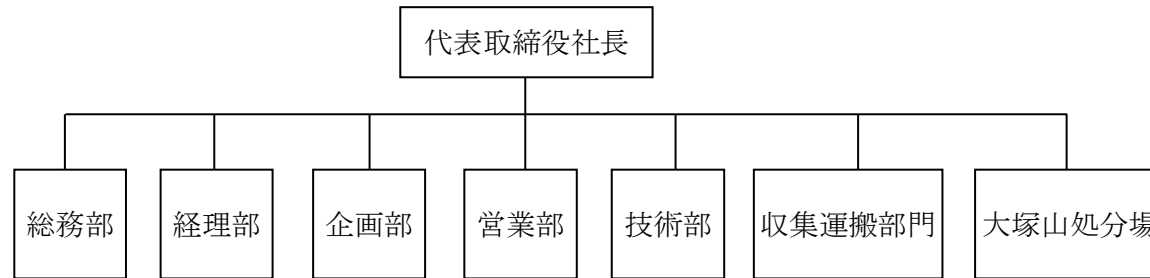 代表取締役社長
総務部
経理部
企画部
営業部
技術部
収集運搬部門
大塚山処分場